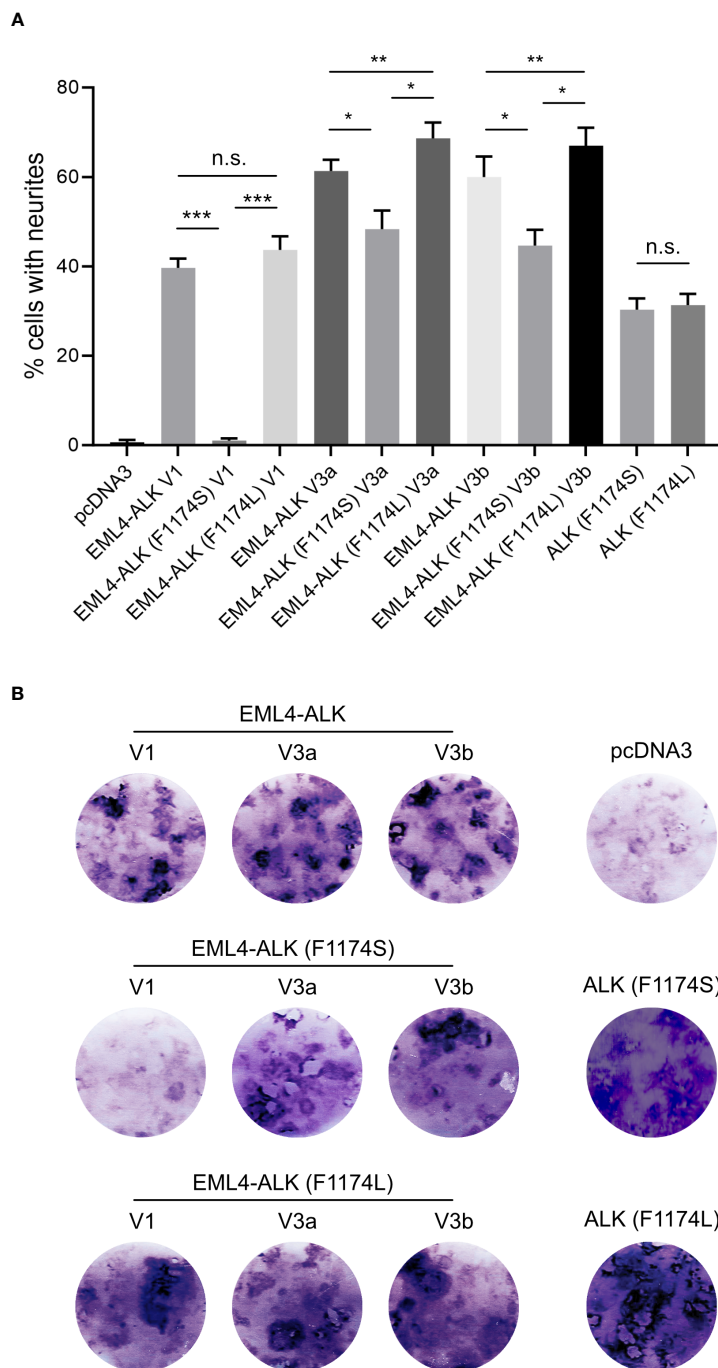 A
80
60
40
20
0
% cells with neurites
n.s.
***
***
**
*
*
**
*
*
n.s.
pcDNA3
EML4-ALK V1
EML4-ALK (F1174S) V1
EML4-ALK (F1174L) V1
EML4-ALK V3a
EML4-ALK (F1174S) V3a
EML4-ALK (F1174L) V3a
EML4-ALK V3b
EML4-ALK (F1174S) V3b
EML4-ALK (F1174L) V3b
ALK (F1174S)
ALK (F1174L)
B
EML4-ALK
V1 V3a V3b pcDNA3
EML4-ALK (F1174S)
V1 V3a V3b ALK (F1174S)
EML4-ALK (F1174L)
V1 V3a V3b ALK (F1174L)